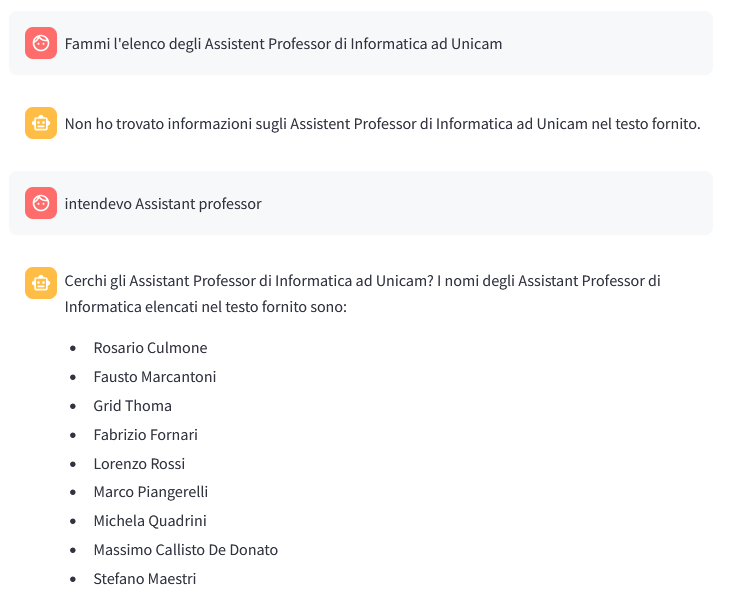 Fammi l'elenco degli Assistent Professor di Informatica ad Unicam
Non ho trovato informazioni sugli Assistent Professor di Informatica ad Unicam nel testo fornito.
intendevo Assistant professor
Cerchi gli Assistant Professor di Informatica ad Unicam? I nomi degli Assistant Professor di
Informatica elencati nel testo fornito sono:
• Rosario Culmone
• Fausto Marcantoni
• Grid Thoma
• Fabrizio Fornari
• Lorenzo Rossi
• Marco Piangerelli
• Michela Quadrini
• Massimo Callisto De Donato
• Stefano Maestri